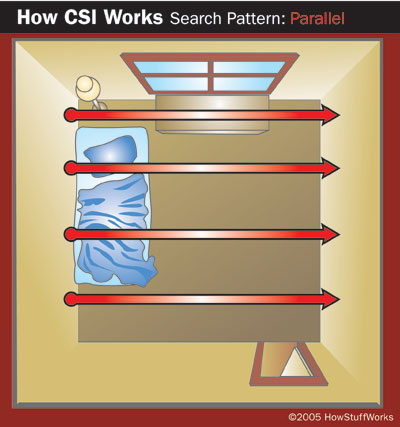 How CSI Works Search Pattern: Parallel
©2005 HowStuffWorks